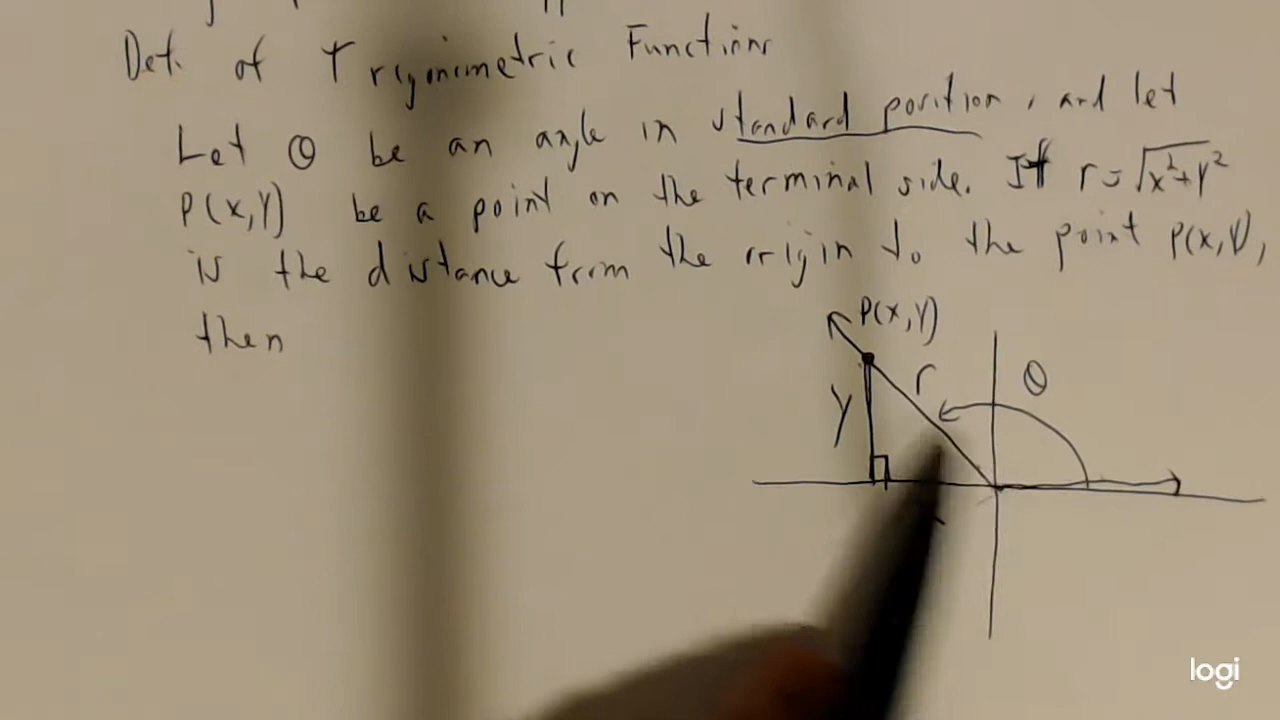 Def. of Trigonometric Functions
Let θ be an angle in standard position, and let
P(x,y) be a point on the terminal side. If r = √x²+y²
is the distance from the origin to the point P(x,y),
then
P(x,y)
r
θ
y
logi